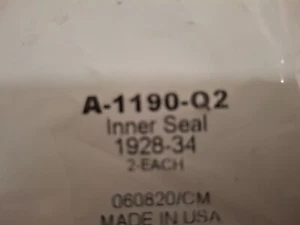 A-1190-Q2
Inner Seal
1928-34
2-EACH
060820/CM
MADE IN USA